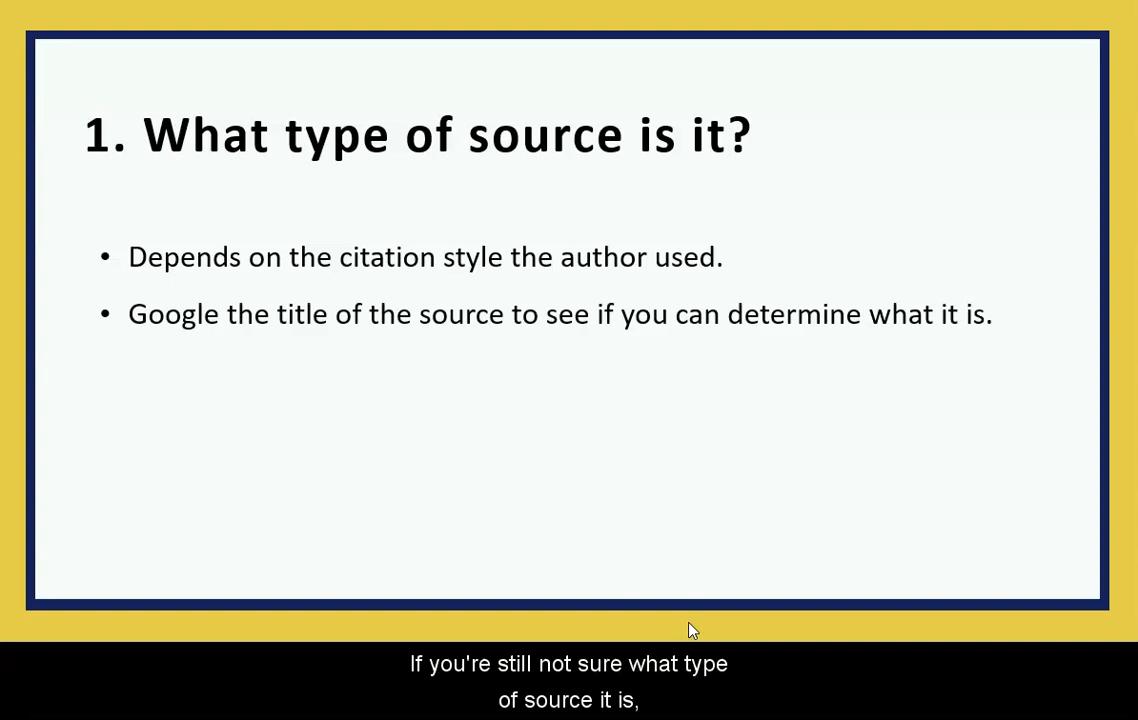 1. What type of source is it?
• Depends on the citation style the author used.
• Google the title of the source to see if you can determine what it is.
If you're still not sure what type
of source it is,